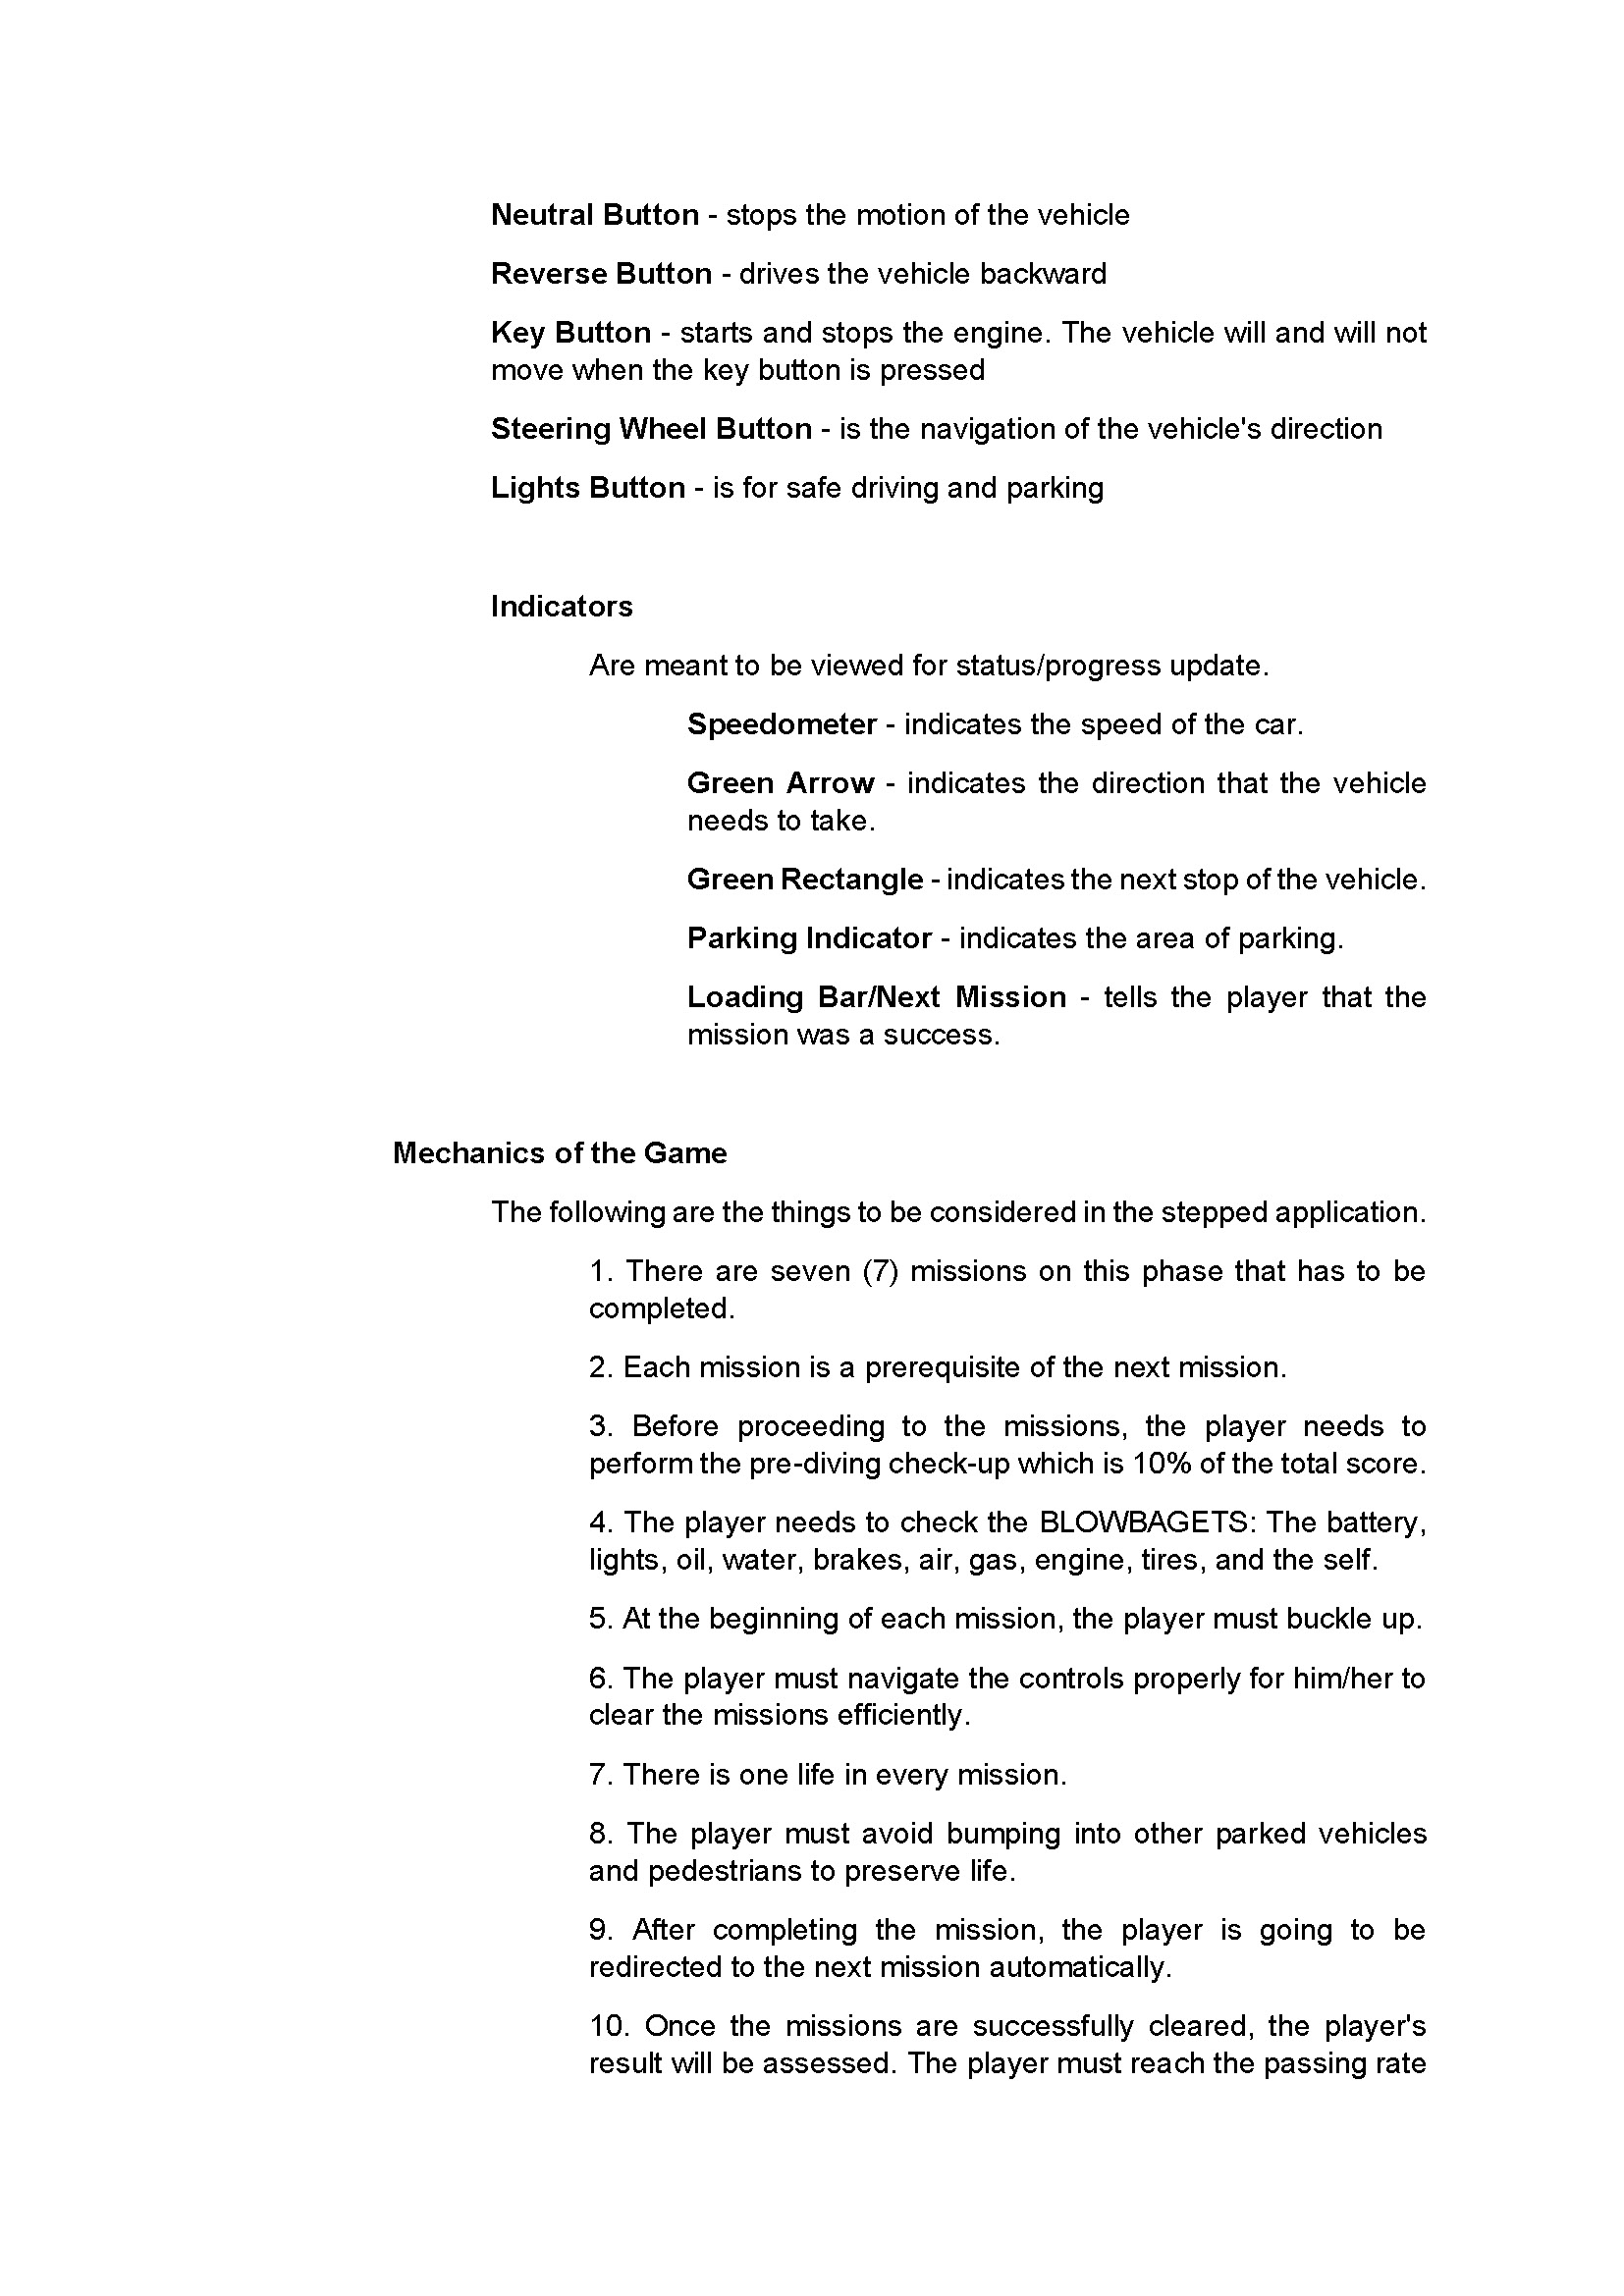 Neutral Button - stops the motion of the vehicle
Reverse Button - drives the vehicle backward
Key Button - starts and stops the engine. The vehicle will and will not
move when the key button is pressed
Steering Wheel Button - is the navigation of the vehicle's direction
Lights Button - is for safe driving and parking
Indicators
Are meant to be viewed for status/progress update.
Speedometer - indicates the speed of the car.
Green Arrow - indicates the direction that the vehicle
needs to take.
Green Rectangle - indicates the next stop of the vehicle.
Parking Indicator - indicates the area of parking.
Loading Bar/Next Mission - tells the player that the
mission was a success.
Mechanics of the Game
The following are the things to be considered in the stepped application.
1. There are seven (7) missions on this phase that has to be
completed.
2. Each mission is a prerequisite of the next mission.
3. Before proceeding to the missions, the player needs to
perform the pre-diving check-up which is 10% of the total score.
4. The player needs to check the BLOWBAGETS: The battery,
lights, oil, water, brakes, air, gas, engine, tires, and the self.
5. At the beginning of each mission, the player must buckle up.
6. The player must navigate the controls properly for him/her to
clear the missions efficiently.
7. There is one life in every mission.
8. The player must avoid bumping into other parked vehicles
and pedestrians to preserve life.
9. After completing the mission, the player is going to be
redirected to the next mission automatically.
10. Once the missions are successfully cleared, the player's
result will be assessed. The player must reach the passing rate